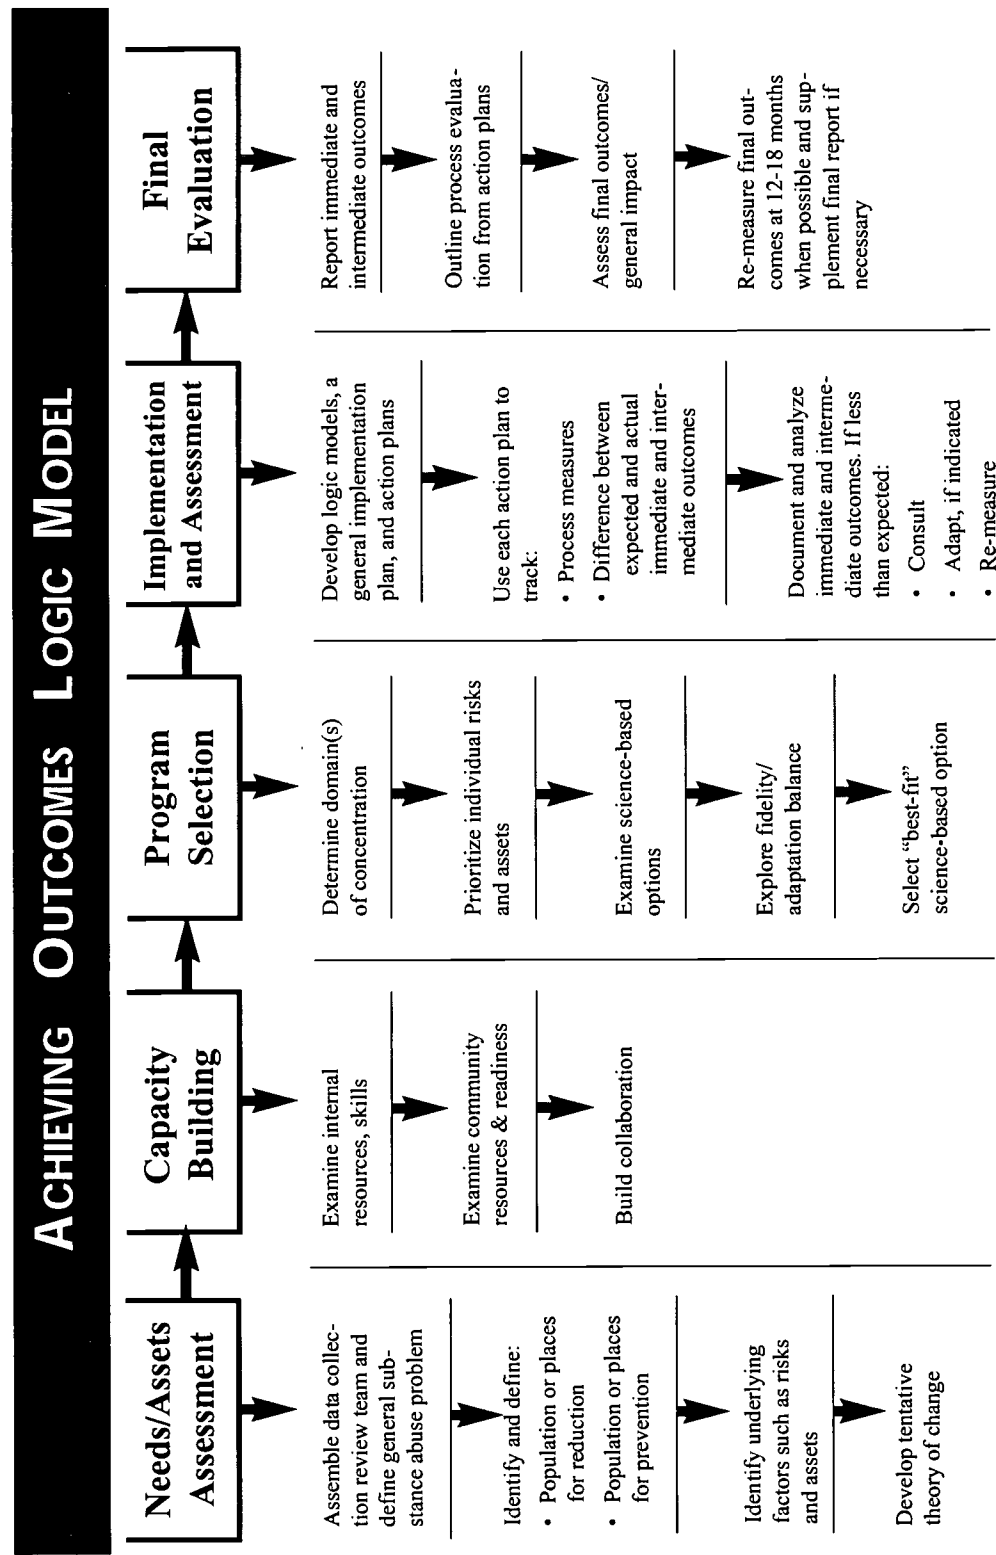 ACHIEVING OUTCOMES LOGIC MODEL
Needs/Assets
Assessment
Assemble data collec-
tion review team and
define general sub-
stance abuse problem
Identify and define:
• Population or places
for reduction
• Population or places
for prevention
Identify underlying
factors such as risks
and assets
Develop tentative
theory of change
Capacity
Building
Examine internal
resources, skills
Examine community
resources & readiness
Build collaboration
Program
Selection
Determine domain(s)
of concentration
Prioritize individual risks
and assets
Examine science-based
options
Explore fidelity/
adaptation balance
Select “best-fit”
science-based option
Implementation
and Assessment
Develop logic models, a
general implementation
plan, and action plans
Use each action plan to
track:
• Process measures
• Difference between
expected and actual
immediate and inter-
mediate outcomes
Document and analyze
immediate and interme-
diate outcomes. If less
than expected:
• Consult
• Adapt, if indicated
• Re-measure
Final
Evaluation
Report immediate and
intermediate outcomes
Outline process evalua-
tion from action plans
Assess final outcomes/
general impact
Re-measure final out-
comes at 12-18 months
when possible and sup-
plement final report if
necessary